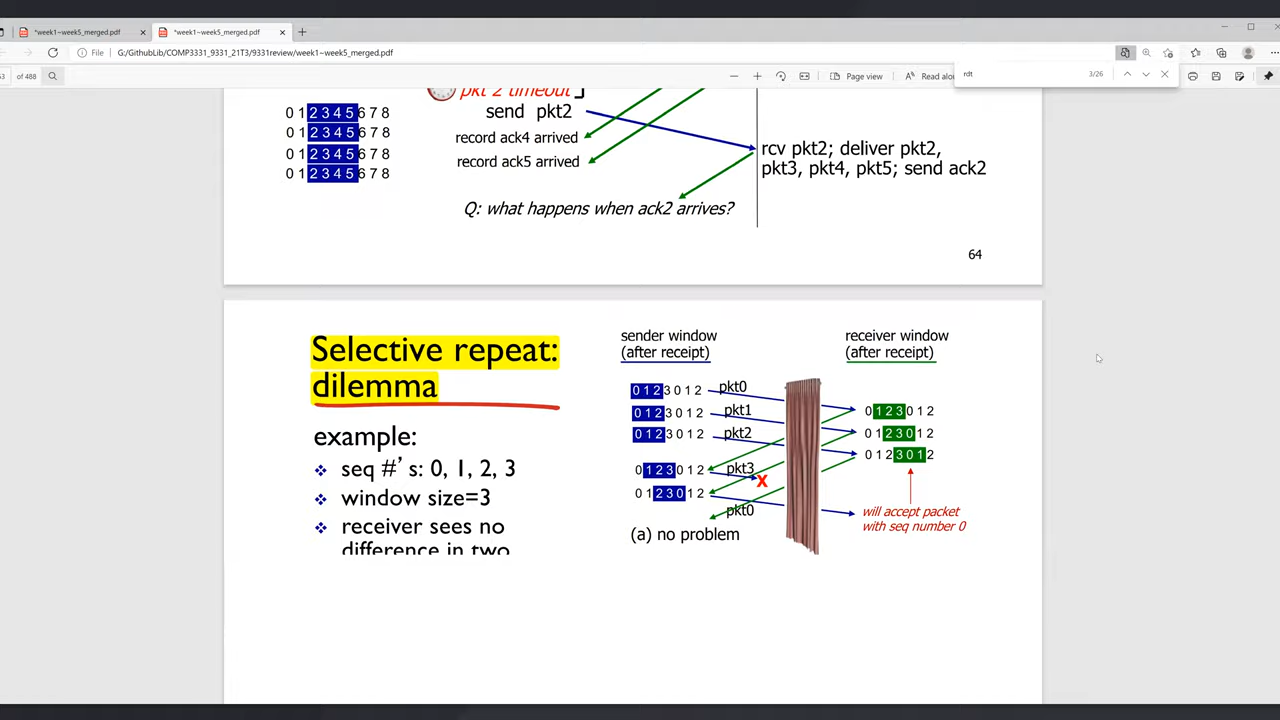 *week1~week5_merged.pdf
*week1~week5_merged.pdf
File G:/GithubLib/COMP3331_9331_21T3/9331review/week1~week5_merged.pdf
of 488
Page view
Read alou
rdt
3/26
pkt 2 timeout
0 1 2 3 4 5 6 7 8
0 1 2 3 4 5 6 7 8
0 1 2 3 4 5 6 7 8
0 1 2 3 4 5 6 7 8
send pkt2
record ack4 arrived
record ack5 arrived
rcv pkt2; deliver pkt2,
pkt3, pkt4, pkt5; send ack2
Q: what happens when ack2 arrives?
64
Selective repeat:
dilemma
example:
seq #'s: 0, 1, 2, 3
window size=3
receiver sees no
difference in two
sender window
(after receipt)
receiver window
(after receipt)
0 1 2 3 0 1 2 pkt0
0 1 2 3 0 1 2 pkt1
0 1 2 3 0 1 2 pkt2
0 1 2 3 0 1 2 pkt3
X
0 1 2 3 0 1 2
pkt0
(a) no problem
0 1 2 3 0 1 2
0 1 2 3 0 1 2
0 1 2 3 0 1 2
will accept packet
with seq number 0